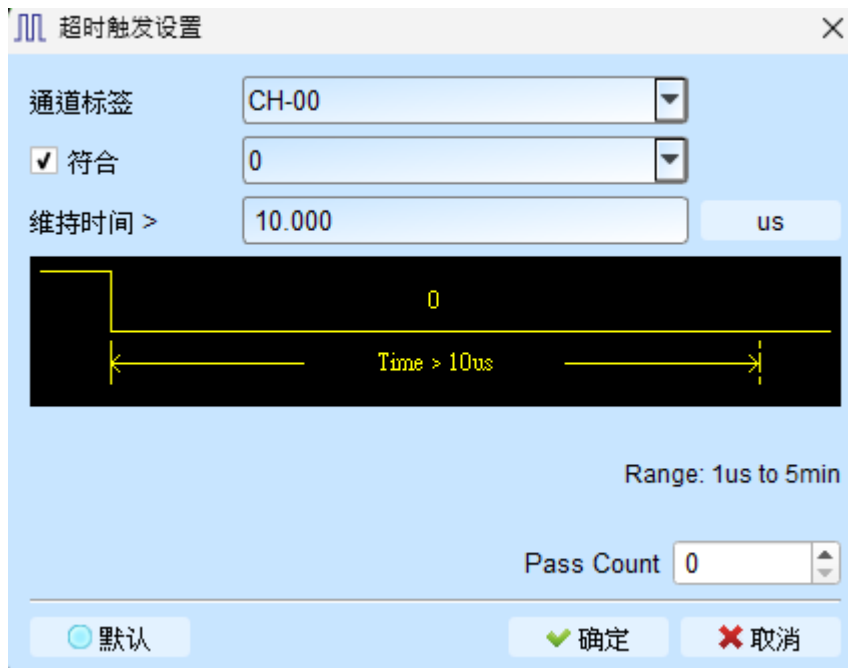 超时触发设置
通道标签 CH-00
符合 0
维持时间 > 10.000 us
0
Time > 10us
Range: 1us to 5min
Pass Count 0
默认 确定 取消